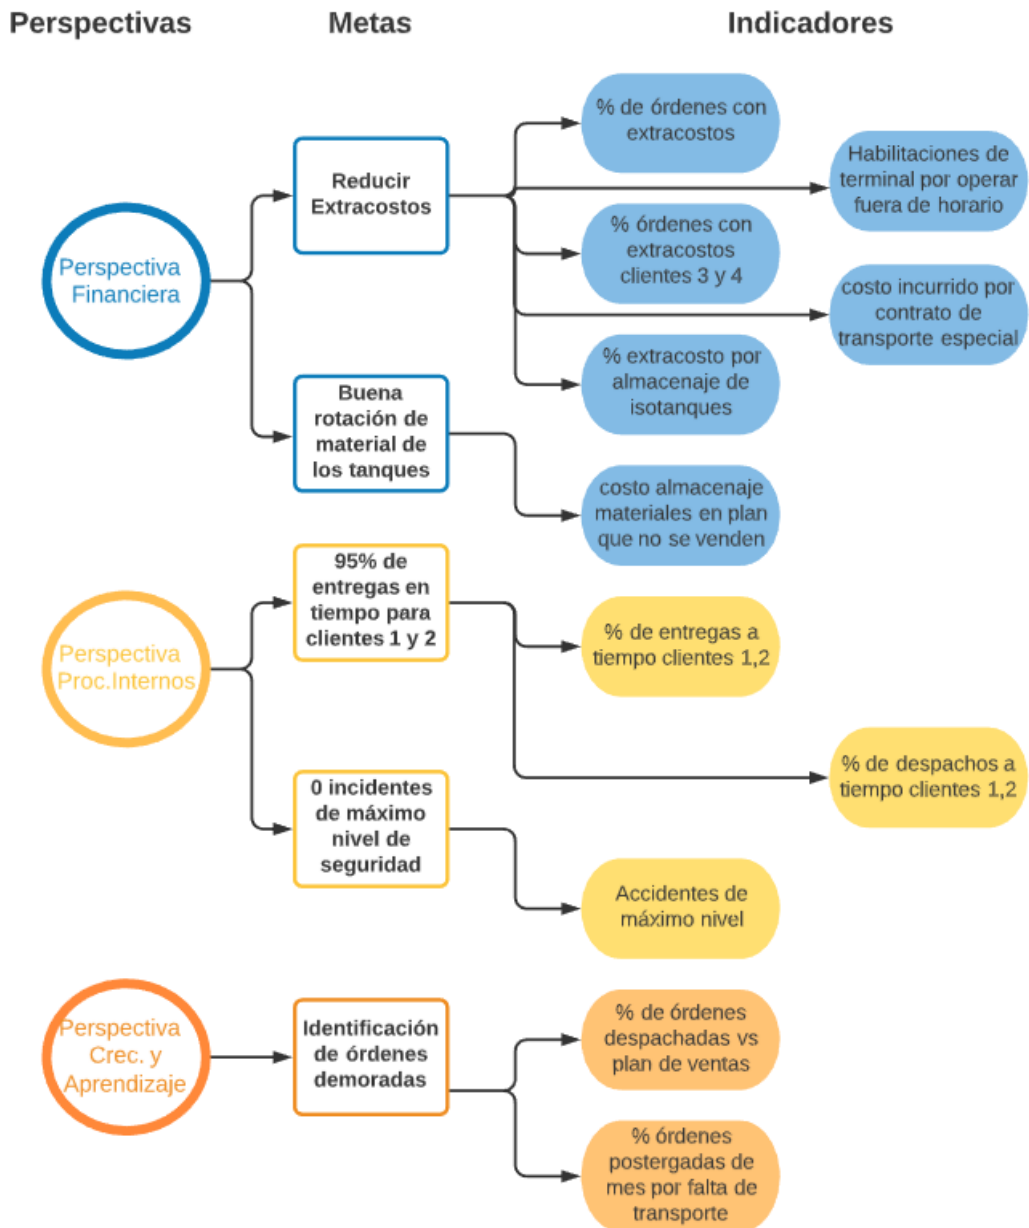 Perspectivas
Metas
Indicadores
Perspectiva
Financiera
Reducir
Extracostos
% de órdenes con
extracostos
Habilitaciones de
terminal por operar
fuera de horario
% órdenes con
extracostos
clientes 3 y 4
costo incurrido por
contrato de
transporte especial
% extracosto por
almacenaje de
isotanques
Buena
rotación de
material de
los tanques
costo almacenaje
materiales en plan
que no se venden
Perspectiva
Proc.Internos
95% de
entregas en
tiempo para
clientes 1 y 2
% de entregas a
tiempo clientes 1,2
% de despachos a
tiempo clientes 1,2
0 incidentes
de máximo
nivel de
seguridad
Accidentes de
máximo nivel
Perspectiva
Crec. y
Aprendizaje
Identificación
de órdenes
demoradas
% de órdenes
despachadas vs
plan de ventas
% órdenes
postergadas de
mes por falta de
transporte